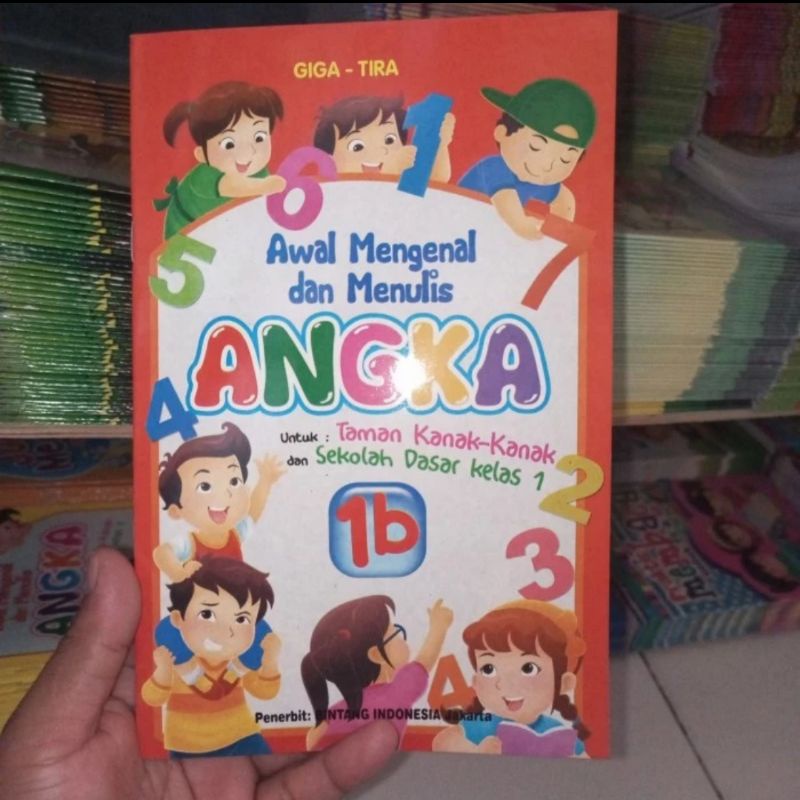 GIGA - TIRA
6
1
7
5
Awal Mengenal
dan Menulis
ANGKA
4
Untuk : Taman Kanak-Kanak
dan Sekolah Dasar kelas 1
2
1b
3
4
Penerbit: BINTANG INDONESIA Jakarta
ANGKA